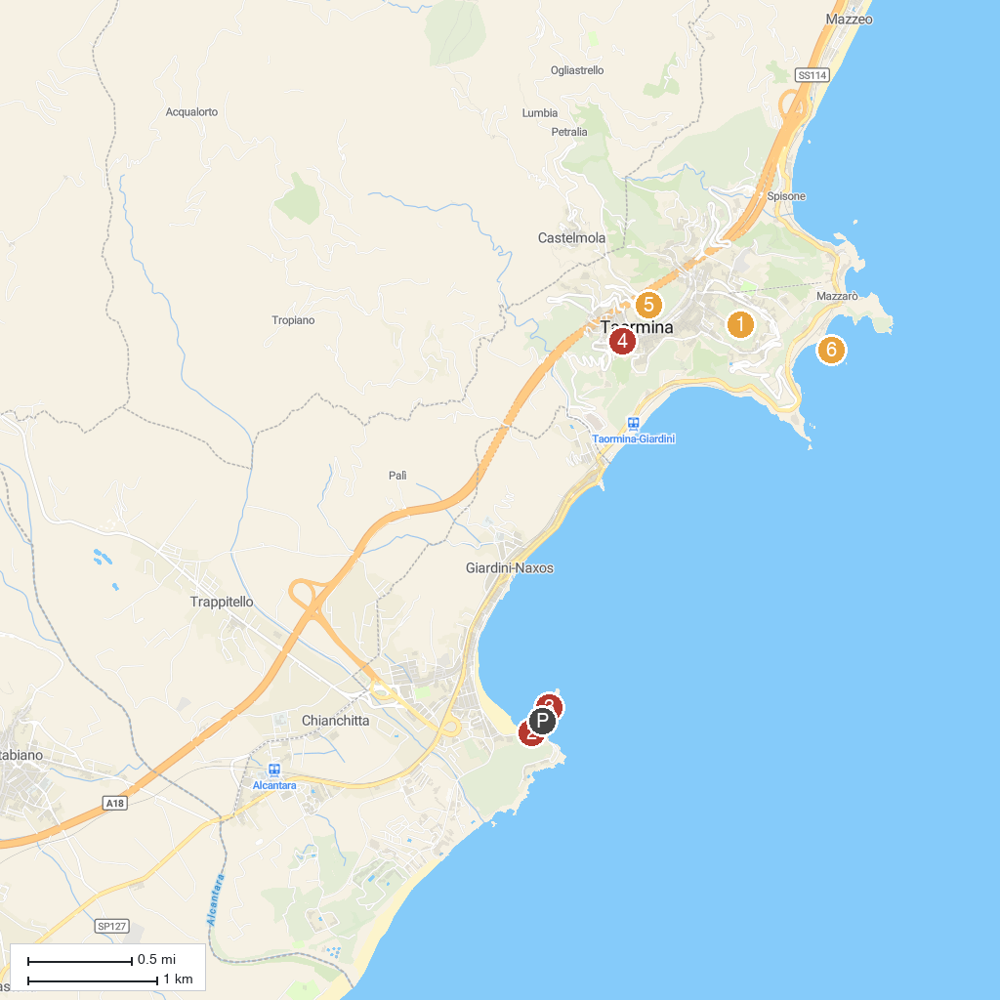 Mazzeo
Ogliastrello
SS114
Acqualorto
Lumbia
Petralia
Spisone
Castelmola
Mazzarò
5
Tropiano
1
Taormina
4
6
Taormina-Giardini
Palì
Giardini-Naxos
Trappitello
P
2
Chianchitta
Alcantara
A18
Alcantara
SP127
0.5 mi
1 km